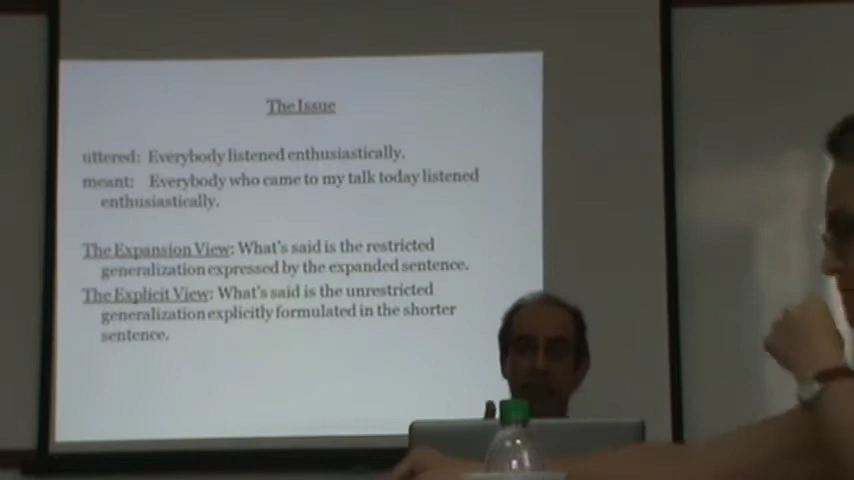 The Issue
uttered: Everybody listened enthusiastically.
meant: Everybody who came to my talk today listened
enthusiastically.
The Expansion View: What's said is the restricted
generalization expressed by the expanded sentence.
The Explicit View: What's said is the unrestricted
generalization explicitly formulated in the shorter
sentence.